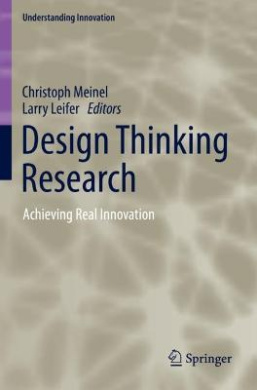 Understanding Innovation
Christoph Meinel
Larry Leifer Editors
Design Thinking
Research
Achieving Real Innovation
Springer